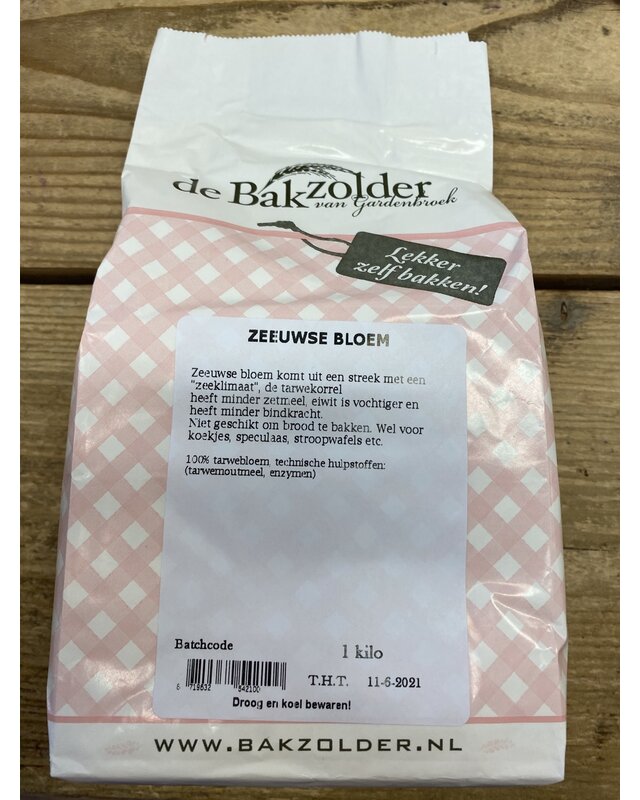 de Bakzolder
van Gardenbroek
Lekker
zelf bakken!
ZEEUWSE BLOEM
Zeeuwse bloem komt uit een streek met een
"zeeklimaat", de tarwekorrel
heeft minder zetmeel, eiwit is vochtiger en
heeft minder bindkracht.
Niet geschikt om brood te bakken. Wel voor
koekjes, speculaas, stroopwafels etc.
100% tarwebloem, technische hulpstoffen:
(tarwemoutmeel, enzymen)
Batchcode
1 kilo
6 719632 842100
T.H.T. 11-6-2021
Droog en koel bewaren!
WWW.BAKZOLDER.NL